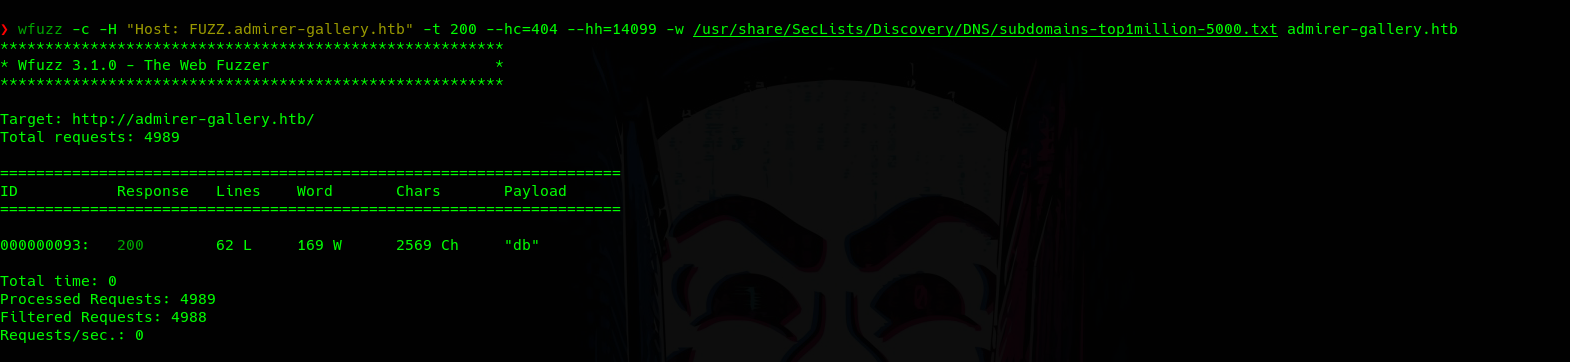 ❯ wfuzz -c -H "Host: FUZZ.admirer-gallery.htb" -t 200 --hc=404 --hh=14099 -w /usr/share/SecLists/Discovery/DNS/subdomains-top1million-5000.txt admirer-gallery.htb
********************************************************
* Wfuzz 3.1.0 - The Web Fuzzer                         *
********************************************************
Target: http://admirer-gallery.htb/
Total requests: 4989
=====================================================================
ID           Response   Lines    Word       Chars       Payload
=====================================================================
000000093:   200        62 L     169 W      2569 Ch     "db"
Total time: 0
Processed Requests: 4989
Filtered Requests: 4988
Requests/sec.: 0